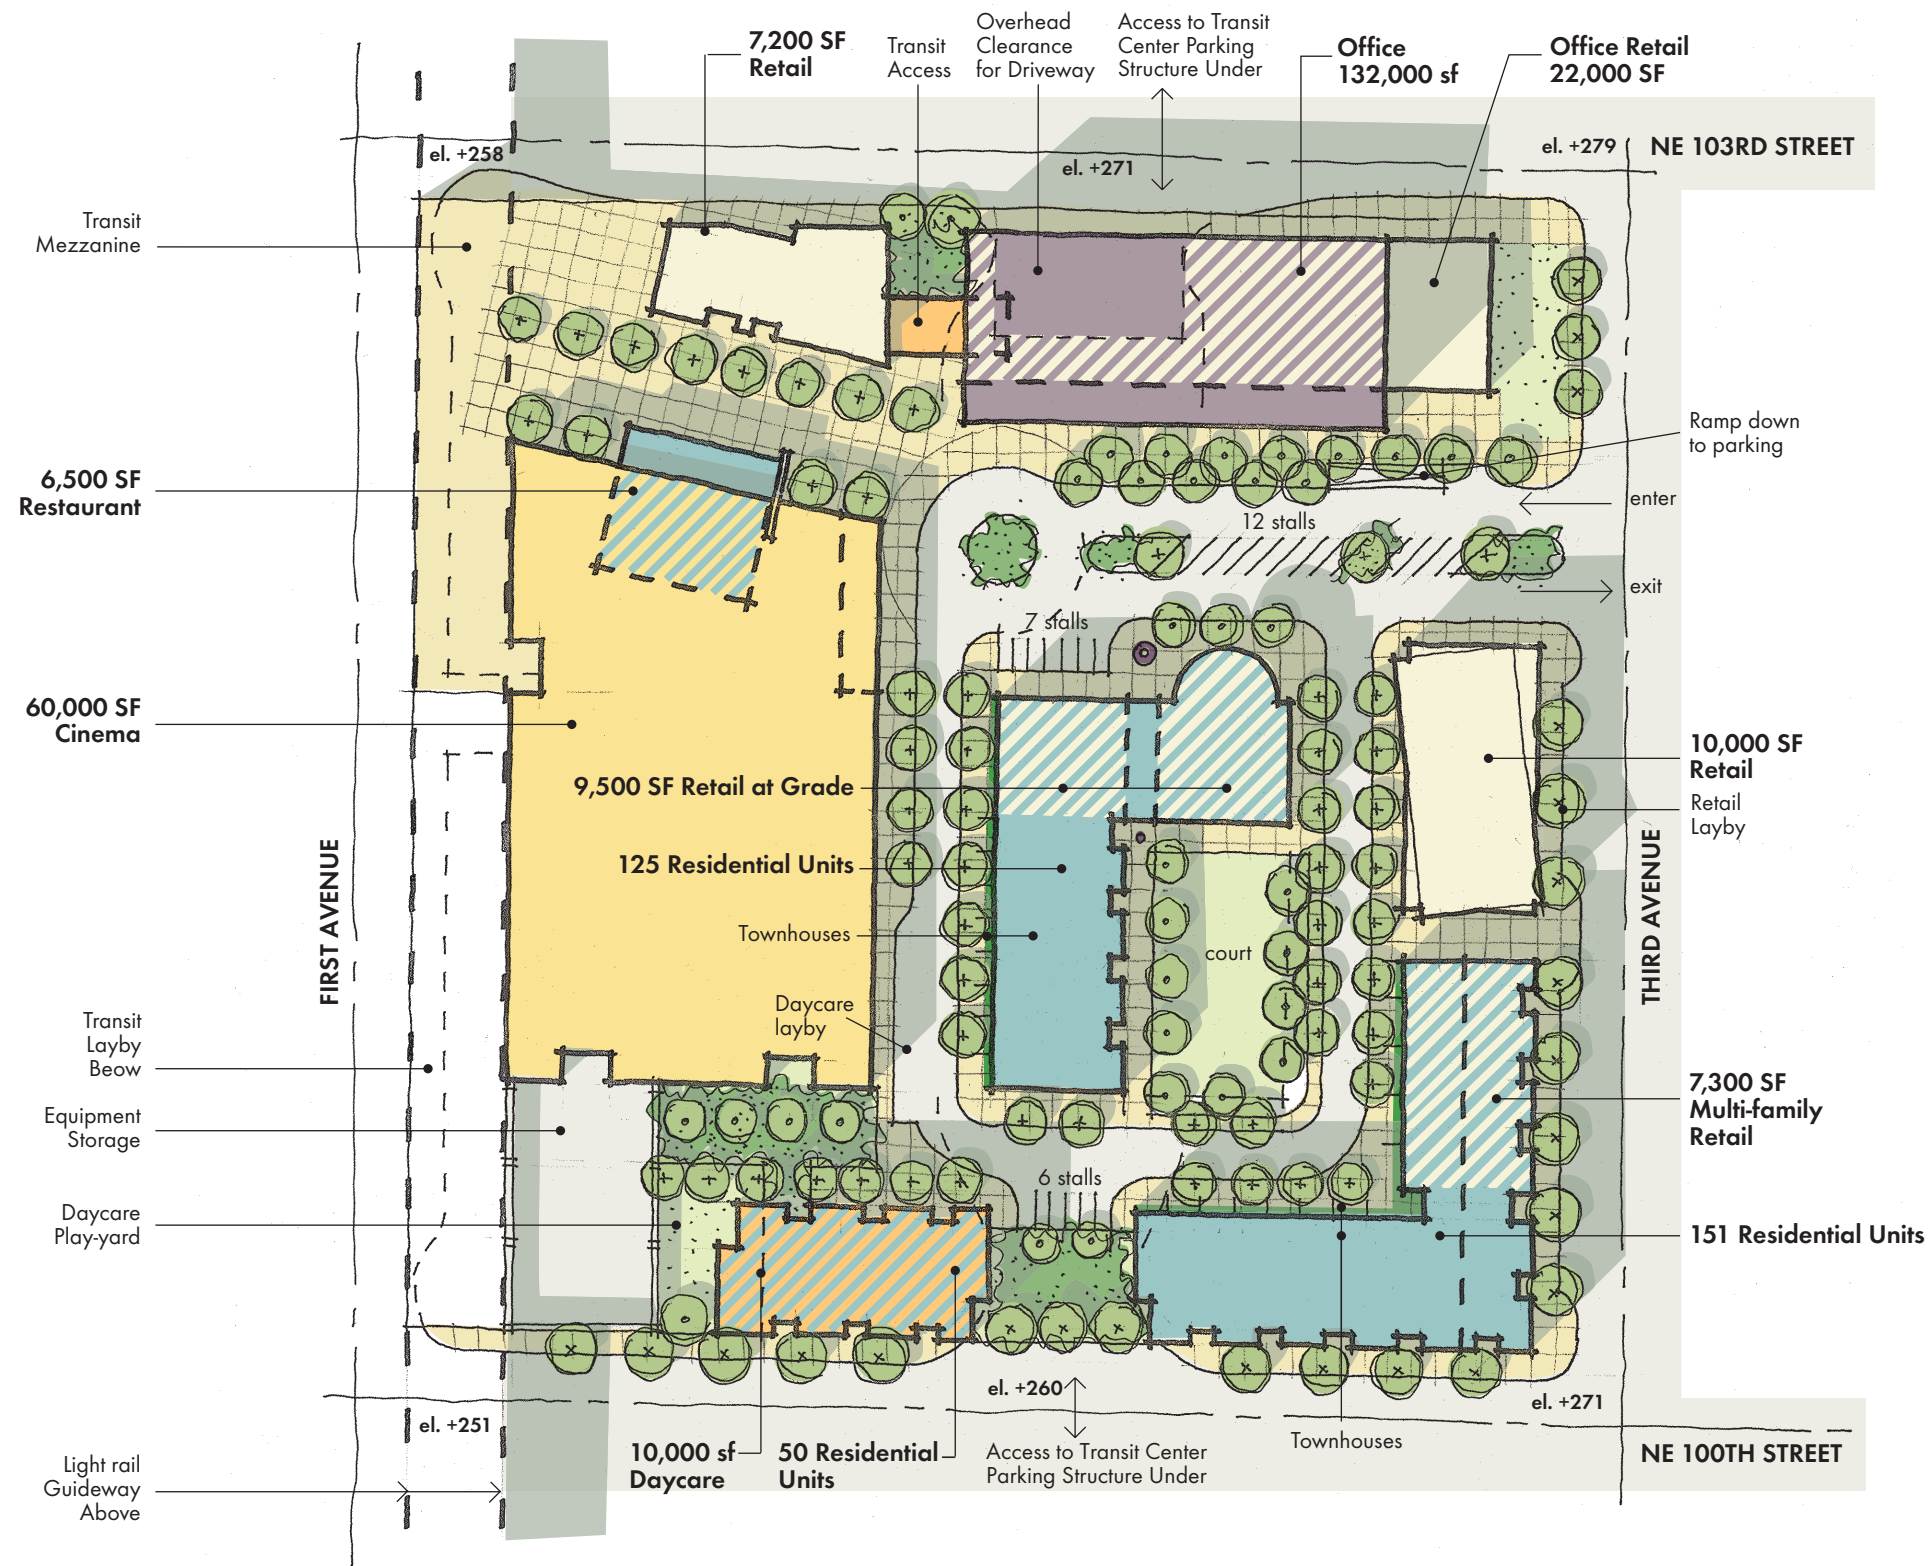 7,200 SF
Retail
Transit
Access
Overhead
Clearance
for Driveway
Access to Transit
Center Parking
Structure Under
Office
132,000 sf
Office Retail
22,000 SF
el. +258
el. +271
el. +279
NE 103RD STREET
Transit
Mezzanine
Ramp down
to parking
6,500 SF
Restaurant
enter
12 stalls
exit
7 stalls
60,000 SF
Cinema
10,000 SF
Retail
9,500 SF Retail at Grade
Retail
Layby
125 Residential Units
FIRST AVENUE
THIRD AVENUE
Townhouses
court
Daycare
layby
Transit
Layby
Beow
7,300 SF
Multi-family
Retail
Equipment
Storage
6 stalls
Daycare
Play-yard
151 Residential Units
el. +260
el. +271
el. +251
10,000 sf
Daycare
50 Residential
Units
Access to Transit Center
Parking Structure Under
Townhouses
NE 100TH STREET
Light rail
Guideway
Above